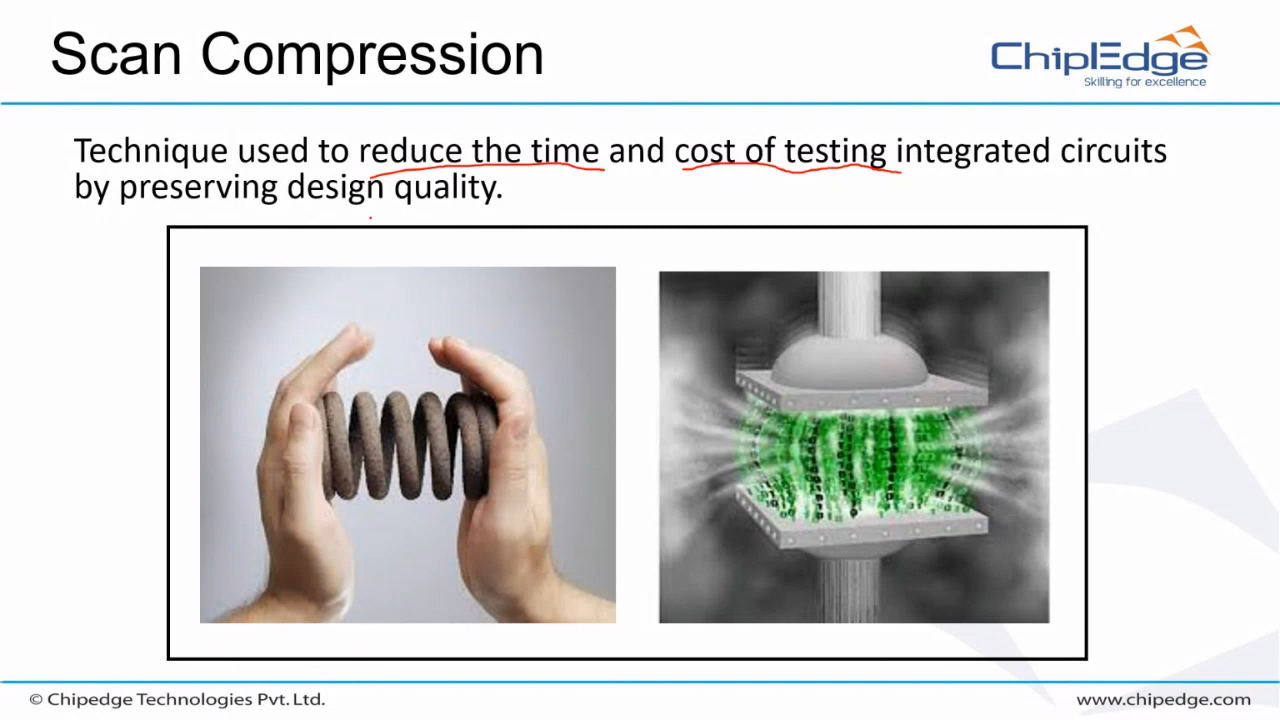 Scan Compression
ChipEdge
Skilling for excellence
Technique used to reduce the time and cost of testing integrated circuits
by preserving design quality.
© Chipedge Technologies Pvt. Ltd.
www.chipedge.com